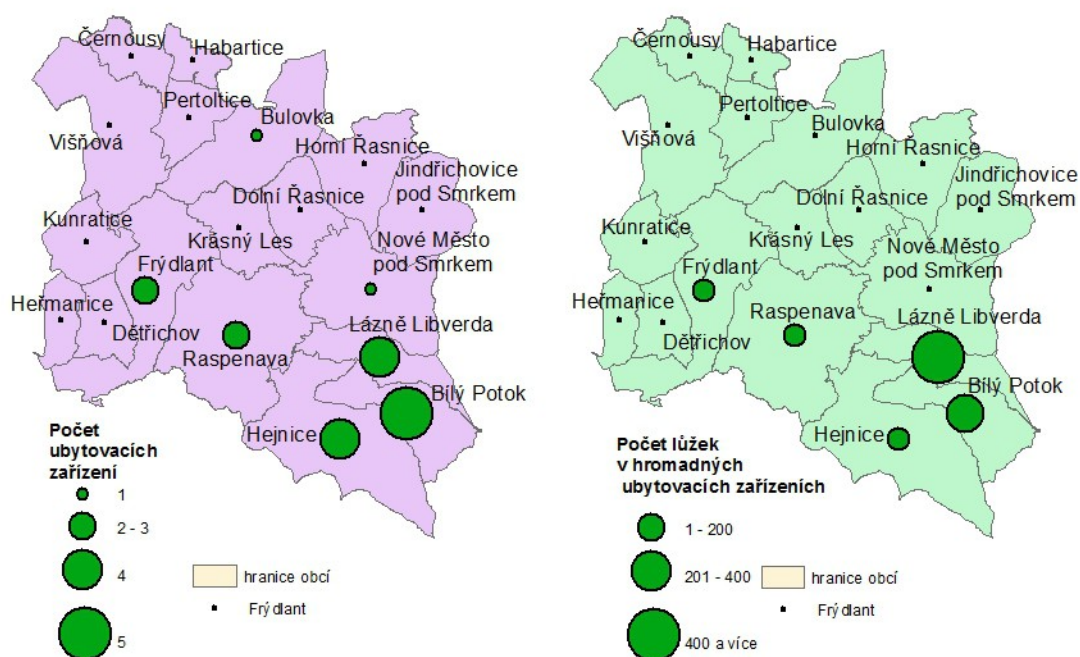 Černousy
Habartice
Pertoltice
Bulovka
Višňová
Horní Řasnice
Jindřichovice
pod Smrkem
Dolní Řasnice
Kunratice
Krásný Les
Nové Město
pod Smrkem
Frýdlant
Heřmanice
Dětřichov
Raspenava
Lázně Libverda
Bílý Potok
Hejnice
Počet
ubytovacích
zařízení
1
2 - 3
4
5
hranice obcí
Frýdlant
Černousy
Habartice
Pertoltice
Bulovka
Višňová
Horní Řasnice
Jindřichovice
pod Smrkem
Dolní Řasnice
Kunratice
Krásný Les
Nové Město
pod Smrkem
Frýdlant
Heřmanice
Raspenava
Dětřichov
Lázně Libverda
Bílý Potok
Hejnice
Počet lůžek
v hromadných
ubytovacích zařízeních
1 - 200
201 - 400
400 a více
hranice obcí
Frýdlant